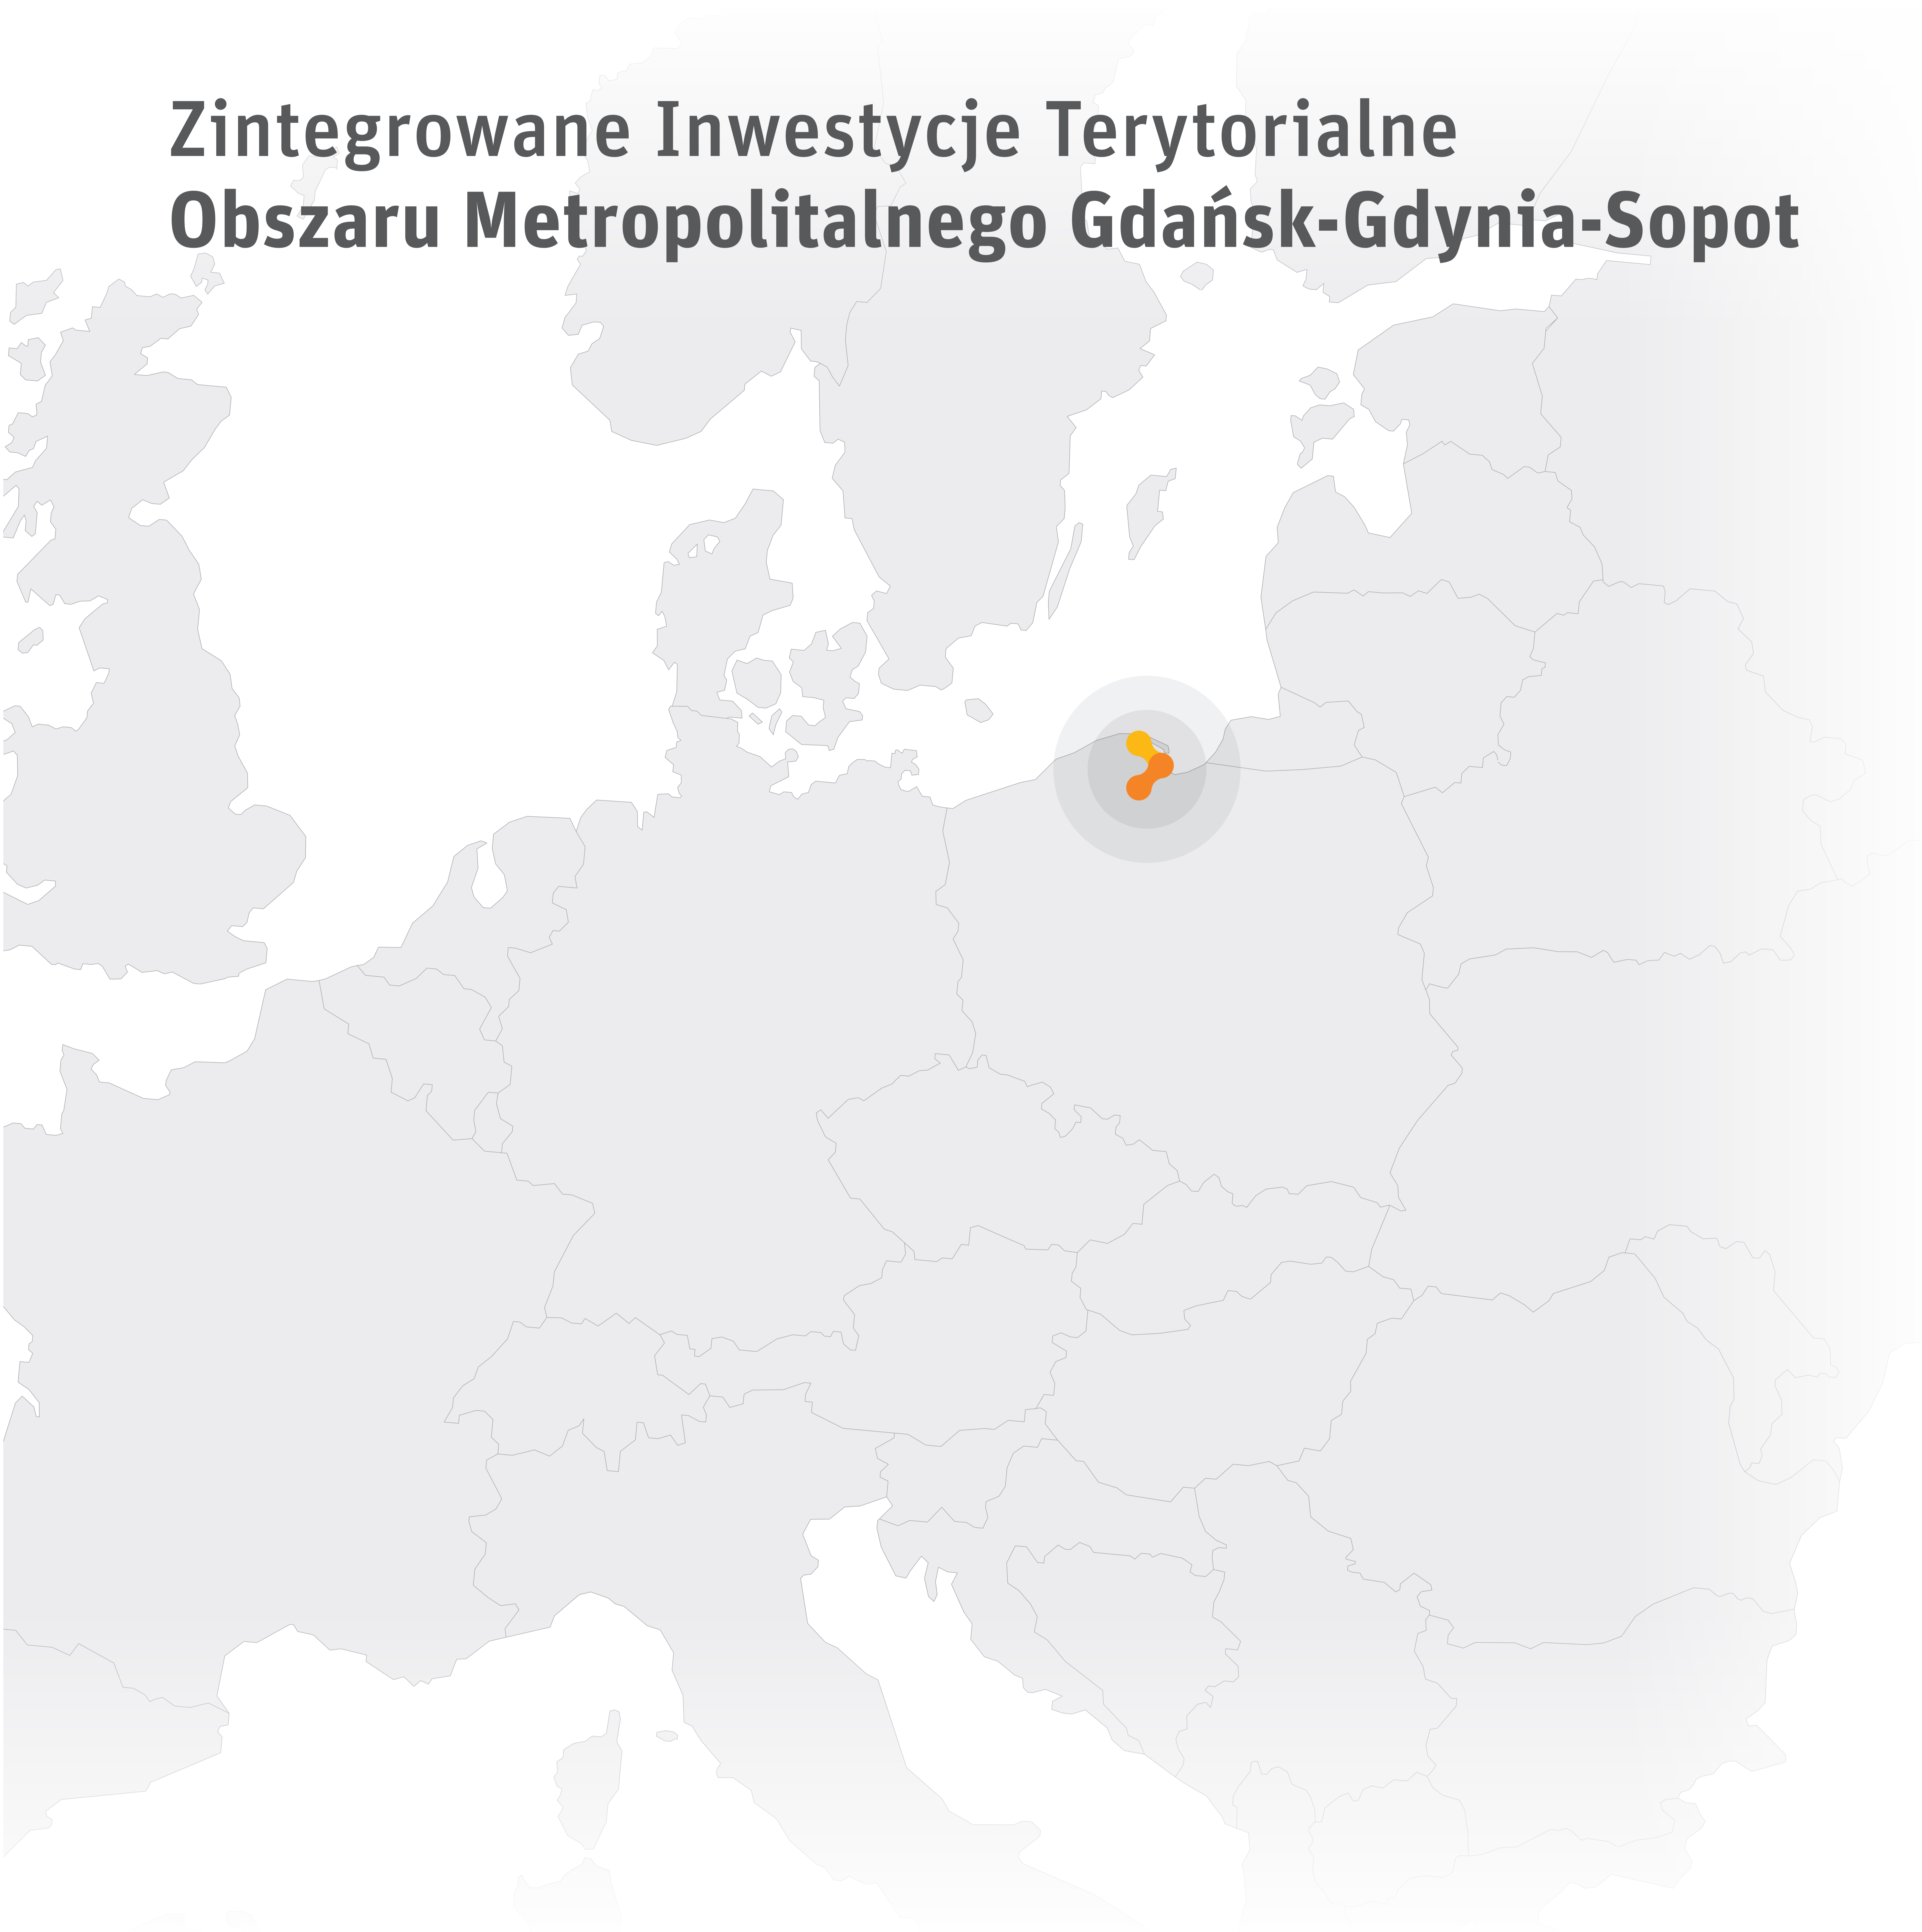 Zintegrowane Inwestycje Terytorialne
Obszaru Metropolitalnego Gdańsk-Gdynia-Sopot